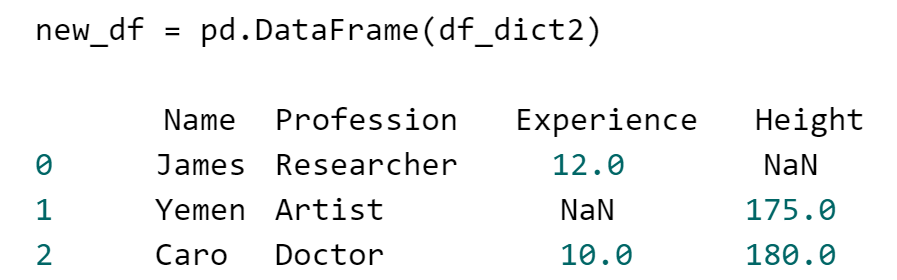 new_df = pd.DataFrame(df_dict2)
Name Profession Experience Height
0 James Researcher 12.0 NaN
1 Yemen Artist NaN 175.0
2 Caro Doctor 10.0 180.0